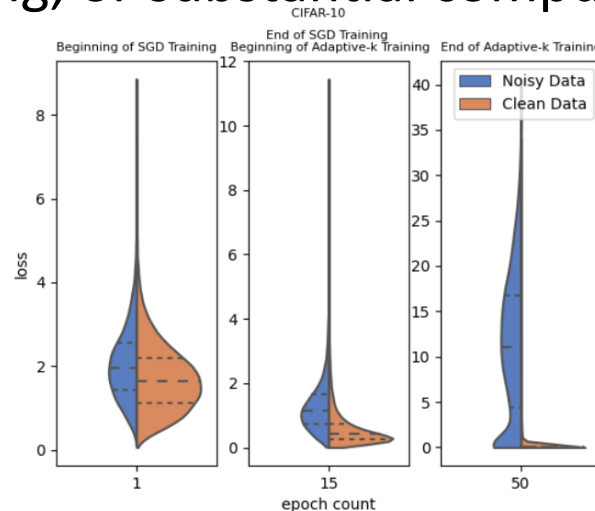 CIFAR-10
Beginning of SGD Training
End of SGD Training
Beginning of Adaptive-k Training
End of Adaptive-k Training
Noisy Data
Clean Data
loss
8
6
4
2
0
12
10
8
6
4
2
0
40
35
30
25
20
15
10
5
0
1
15
50
epoch count